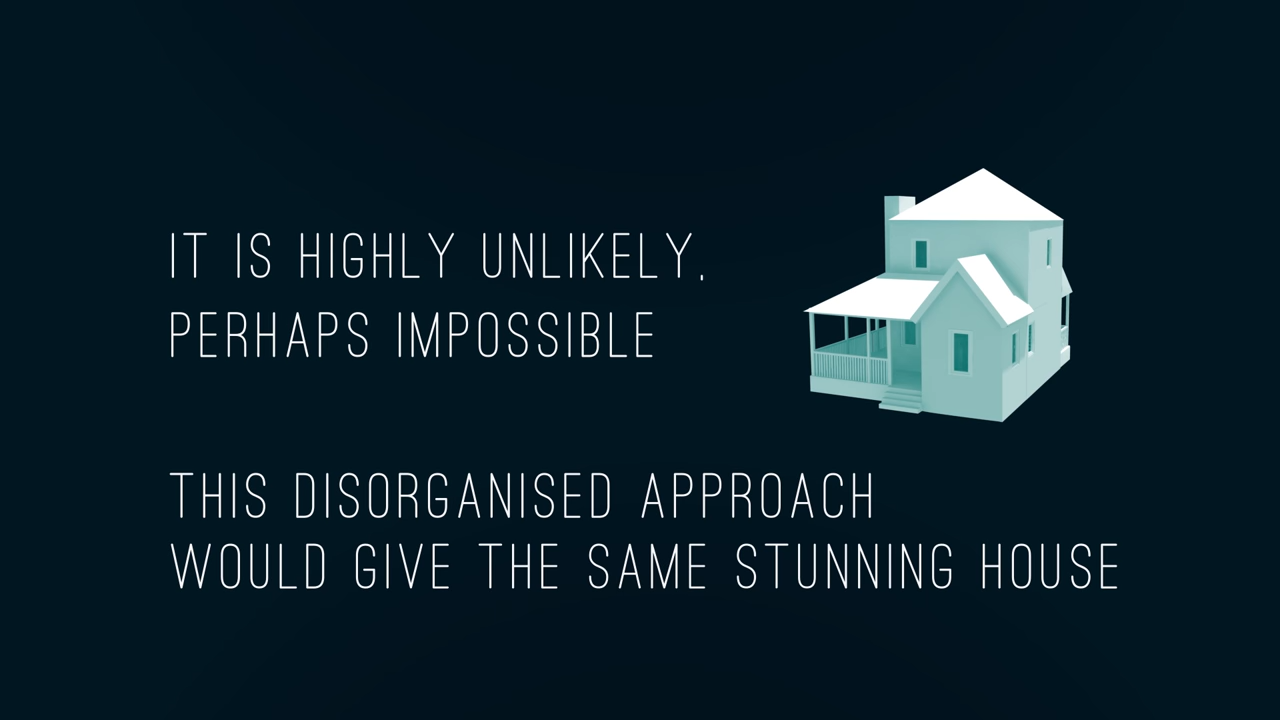 IT IS HIGHLY UNLIKELY,
PERHAPS IMPOSSIBLE
THIS DISORGANISED APPROACH
WOULD GIVE THE SAME STUNNING HOUSE